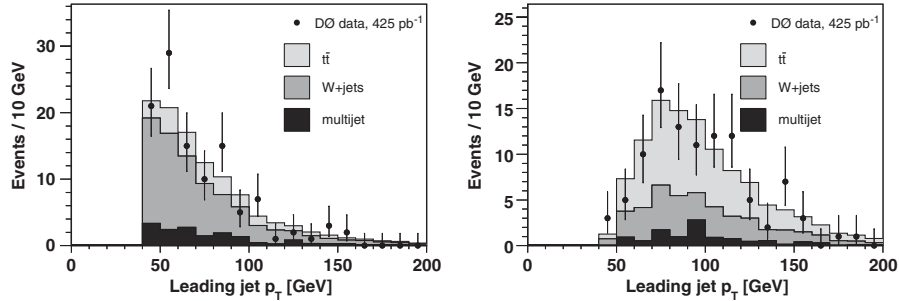 DØ data, 425 pb-1
tt̄
W+jets
multijet
Events / 10 GeV
30
20
10
0
0 50 100 150 200
Leading jet pT [GeV]
DØ data, 425 pb-1
tt̄
W+jets
multijet
Events / 10 GeV
25
20
15
10
5
0
0 50 100 150 200
Leading jet pT [GeV]